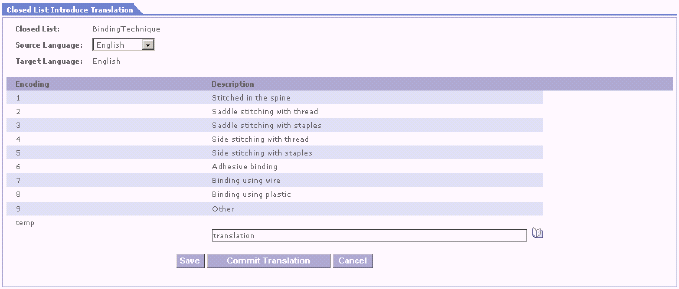 Closed List Introduce Translation
Closed List: BindingTechnique
Source Language: English
Target Language: English
Encoding Description
1 Stitched in the spine
2 Saddle stitching with thread
3 Saddle stitching with staples
4 Side stitching with thread
5 Side stitching with staples
6 Adhesive binding
7 Binding using wire
8 Binding using plastic
9 Other
temp
translation
Save Commit Translation Cancel